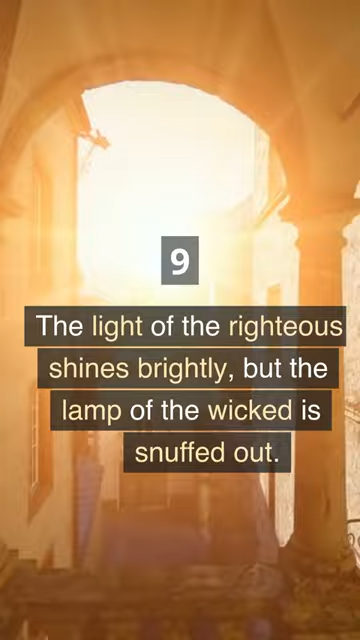 9
The light of the righteous
shines brightly, but the
lamp of the wicked is
snuffed out.